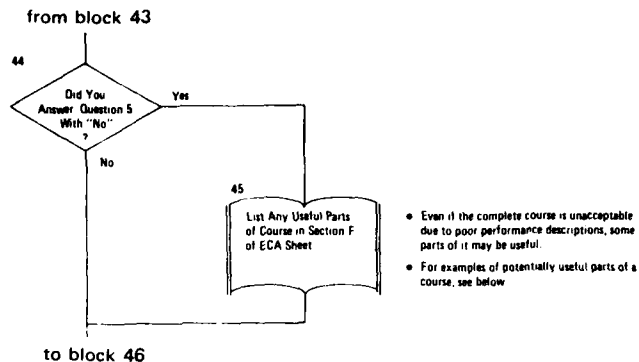 from block 43
44
Did You
Answer Question 5
With "No"
?
Yes
No
45
List Any Useful Parts
of Course in Section F
of ECA Sheet
• Even if the complete course is unacceptable
due to poor performance descriptions, some
parts of it may be useful.
• For examples of potentially useful parts of a
course, see below
to block 46